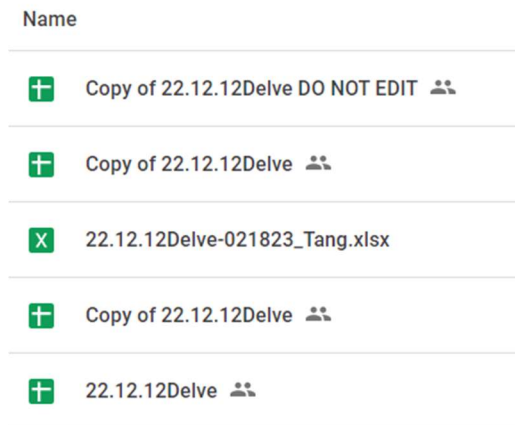 Name
Copy of 22.12.12Delve DO NOT EDIT
Copy of 22.12.12Delve
X 22.12.12Delve-021823_Tang.xlsx
Copy of 22.12.12Delve
22.12.12Delve